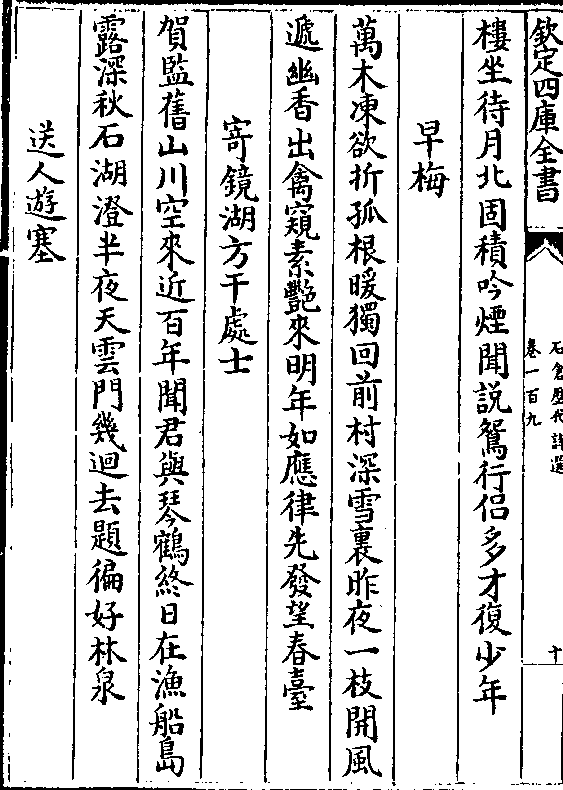 欽定四庫全書
石倉歷代詩選
卷一百九
十
樓坐待月北固積吟煙聞說鴛行侣多才復少年
早梅
萬木凍欲折孤根暖獨回前村深雪裏昨夜一枝開風
遞幽香出禽窺素艷來明年如應律先發望春臺
寄鏡湖方干處士
賀監舊山川空來近百年聞君與琴鶴終日在漁船島
露深秋石湖澄半夜天雲門幾迴去題徧好林泉
送人遊塞